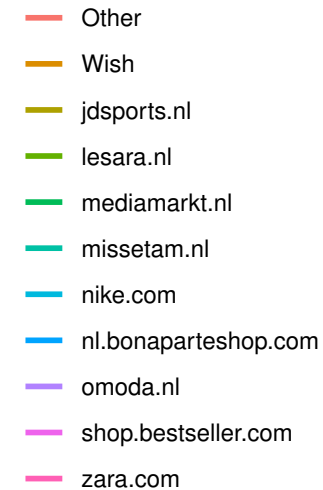 Other
Wish
jdsports.nl
lesara.nl
mediamarkt.nl
missetam.nl
nike.com
nl.bonaparteshop.com
omoda.nl
shop.bestseller.com
zara.com